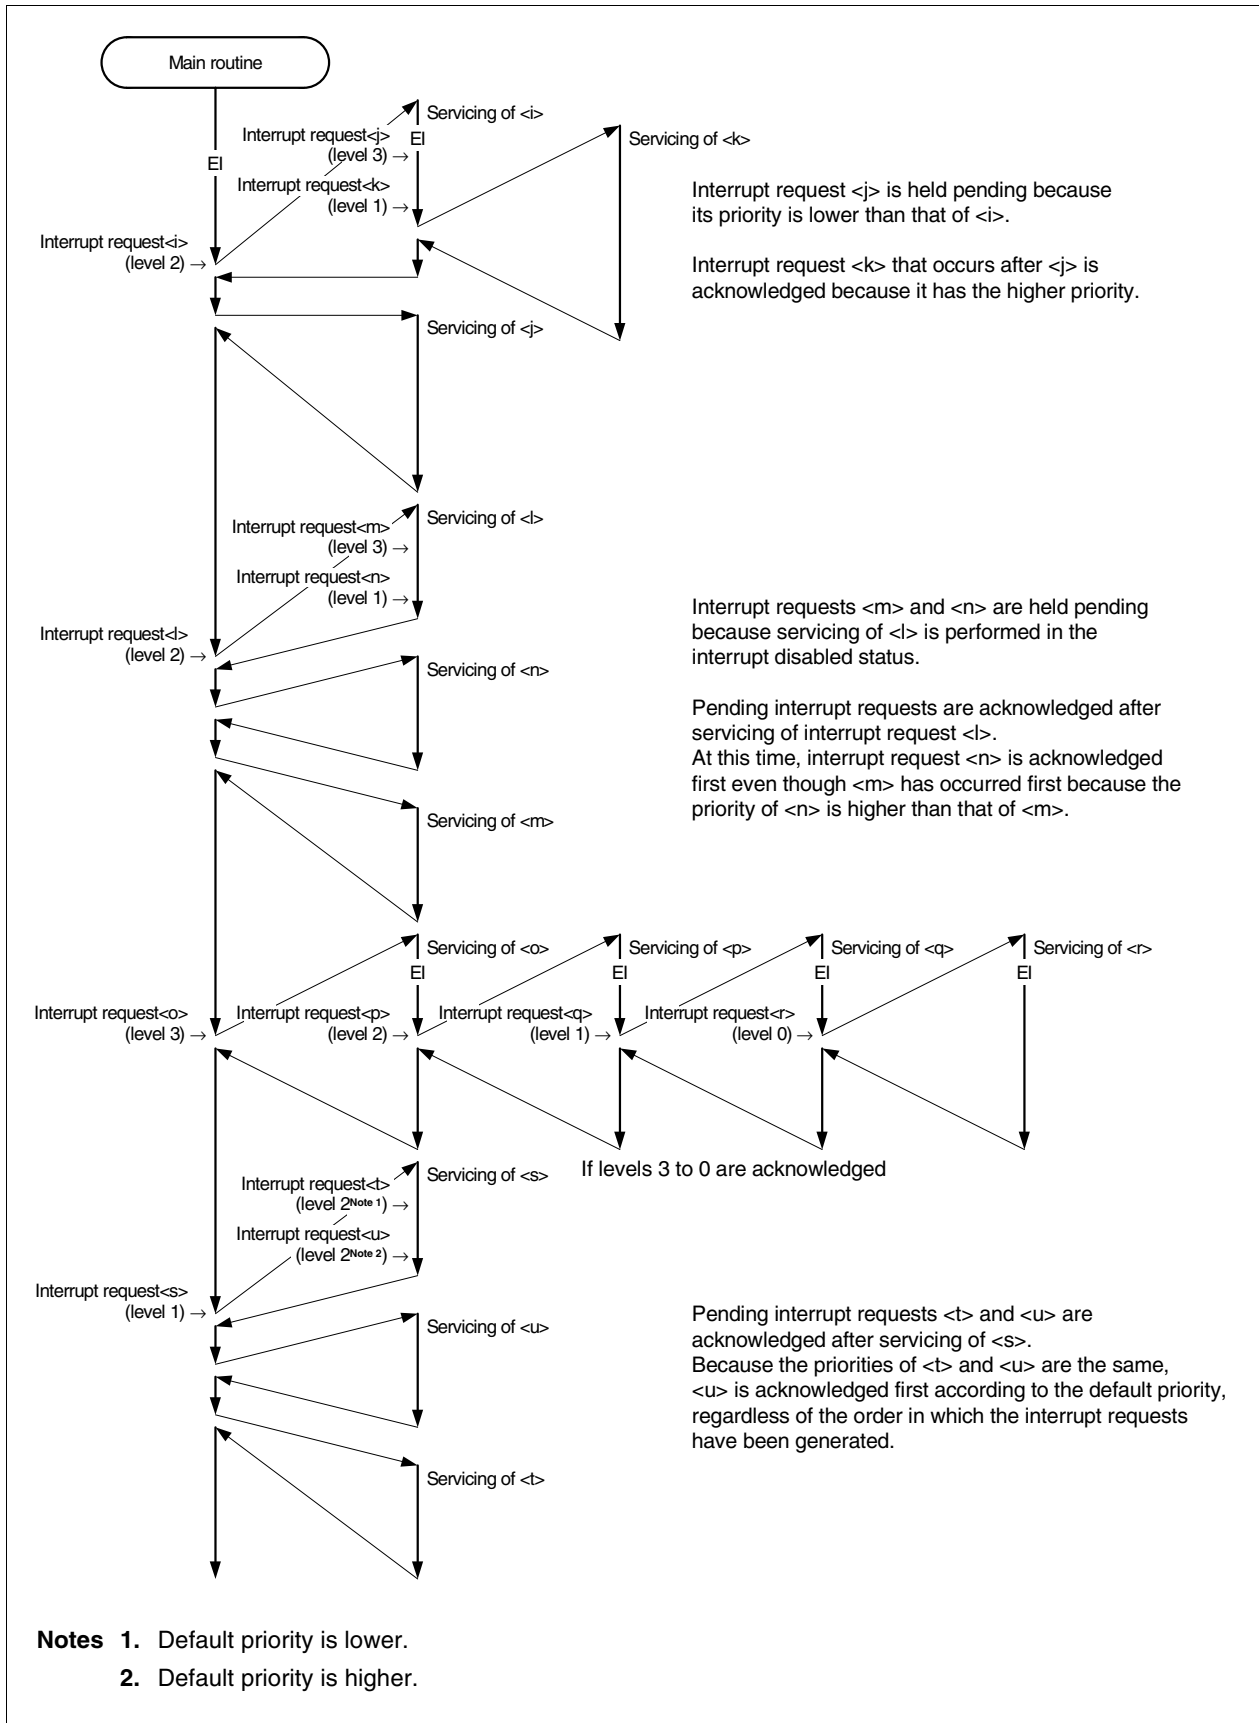 Main routine
EI
Interrupt request<i>
(level 2) →
Interrupt request<j>
(level 3) →
Interrupt request<k>
(level 1) →
Servicing of <i>
EI
Servicing of <k>
Interrupt request <j> is held pending because
its priority is lower than that of <i>.
Interrupt request <k> that occurs after <j> is
acknowledged because it has the higher priority.
Servicing of <j>
Interrupt request<l>
(level 2) →
Interrupt request<m>
(level 3) →
Interrupt request<n>
(level 1) →
Servicing of <l>
Interrupt requests <m> and <n> are held pending
because servicing of <l> is performed in the
interrupt disabled status.
Servicing of <n>
Pending interrupt requests are acknowledged after
servicing of interrupt request <l>.
At this time, interrupt request <n> is acknowledged
first even though <m> has occurred first because the
priority of <n> is higher than that of <m>.
Servicing of <m>
Interrupt request<o>
(level 3) →
Servicing of <o>
EI
Interrupt request<p>
(level 2) →
Servicing of <p>
EI
Interrupt request<q>
(level 1) →
Servicing of <q>
EI
Interrupt request<r>
(level 0) →
Servicing of <r>
EI
If levels 3 to 0 are acknowledged
Interrupt request<s>
(level 1) →
Interrupt request<t>
(level 2Note 1) →
Interrupt request<u>
(level 2Note 2) →
Servicing of <s>
Servicing of <u>
Pending interrupt requests <t> and <u> are
acknowledged after servicing of <s>.
Because the priorities of <t> and <u> are the same,
<u> is acknowledged first according to the default priority,
regardless of the order in which the interrupt requests
have been generated.
Servicing of <t>
Notes 1. Default priority is lower.
2. Default priority is higher.